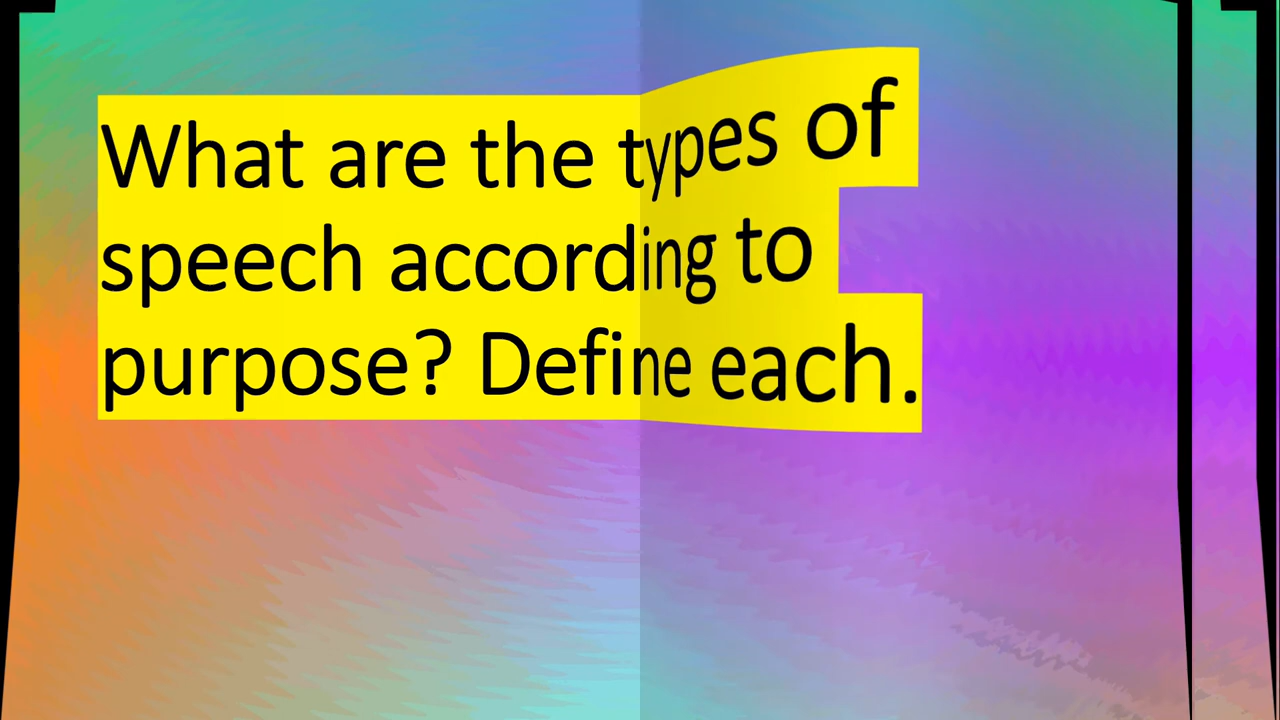 What are the types of
speech according to
purpose? Define each.